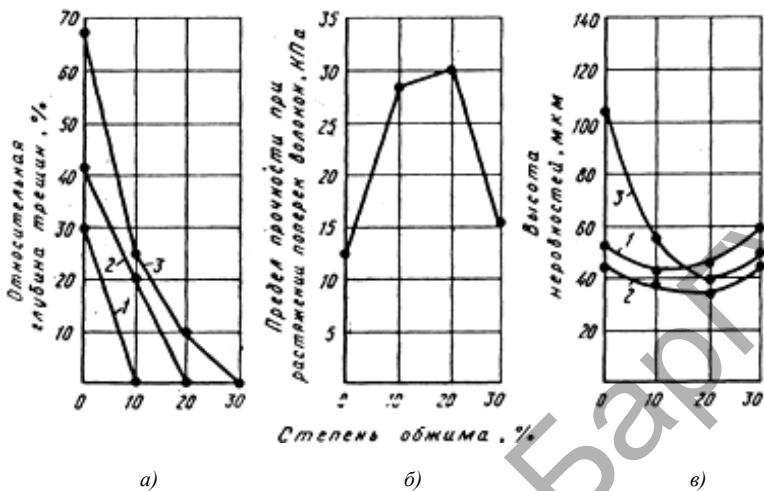 Относительная
глубина трещин, %
70
60
50
40
30
20
10
0 10 20 30
1
2
3
а)
Предел прочности при
растяжении поперек волокон, КПа
35
30
25
20
15
10
5
0 10 20 30
Степень обжима, %
б)
Высота
неровностей, мкм
140
120
100
80
60
40
20
0 10 20 30
3
1
2
в)
БарГУ